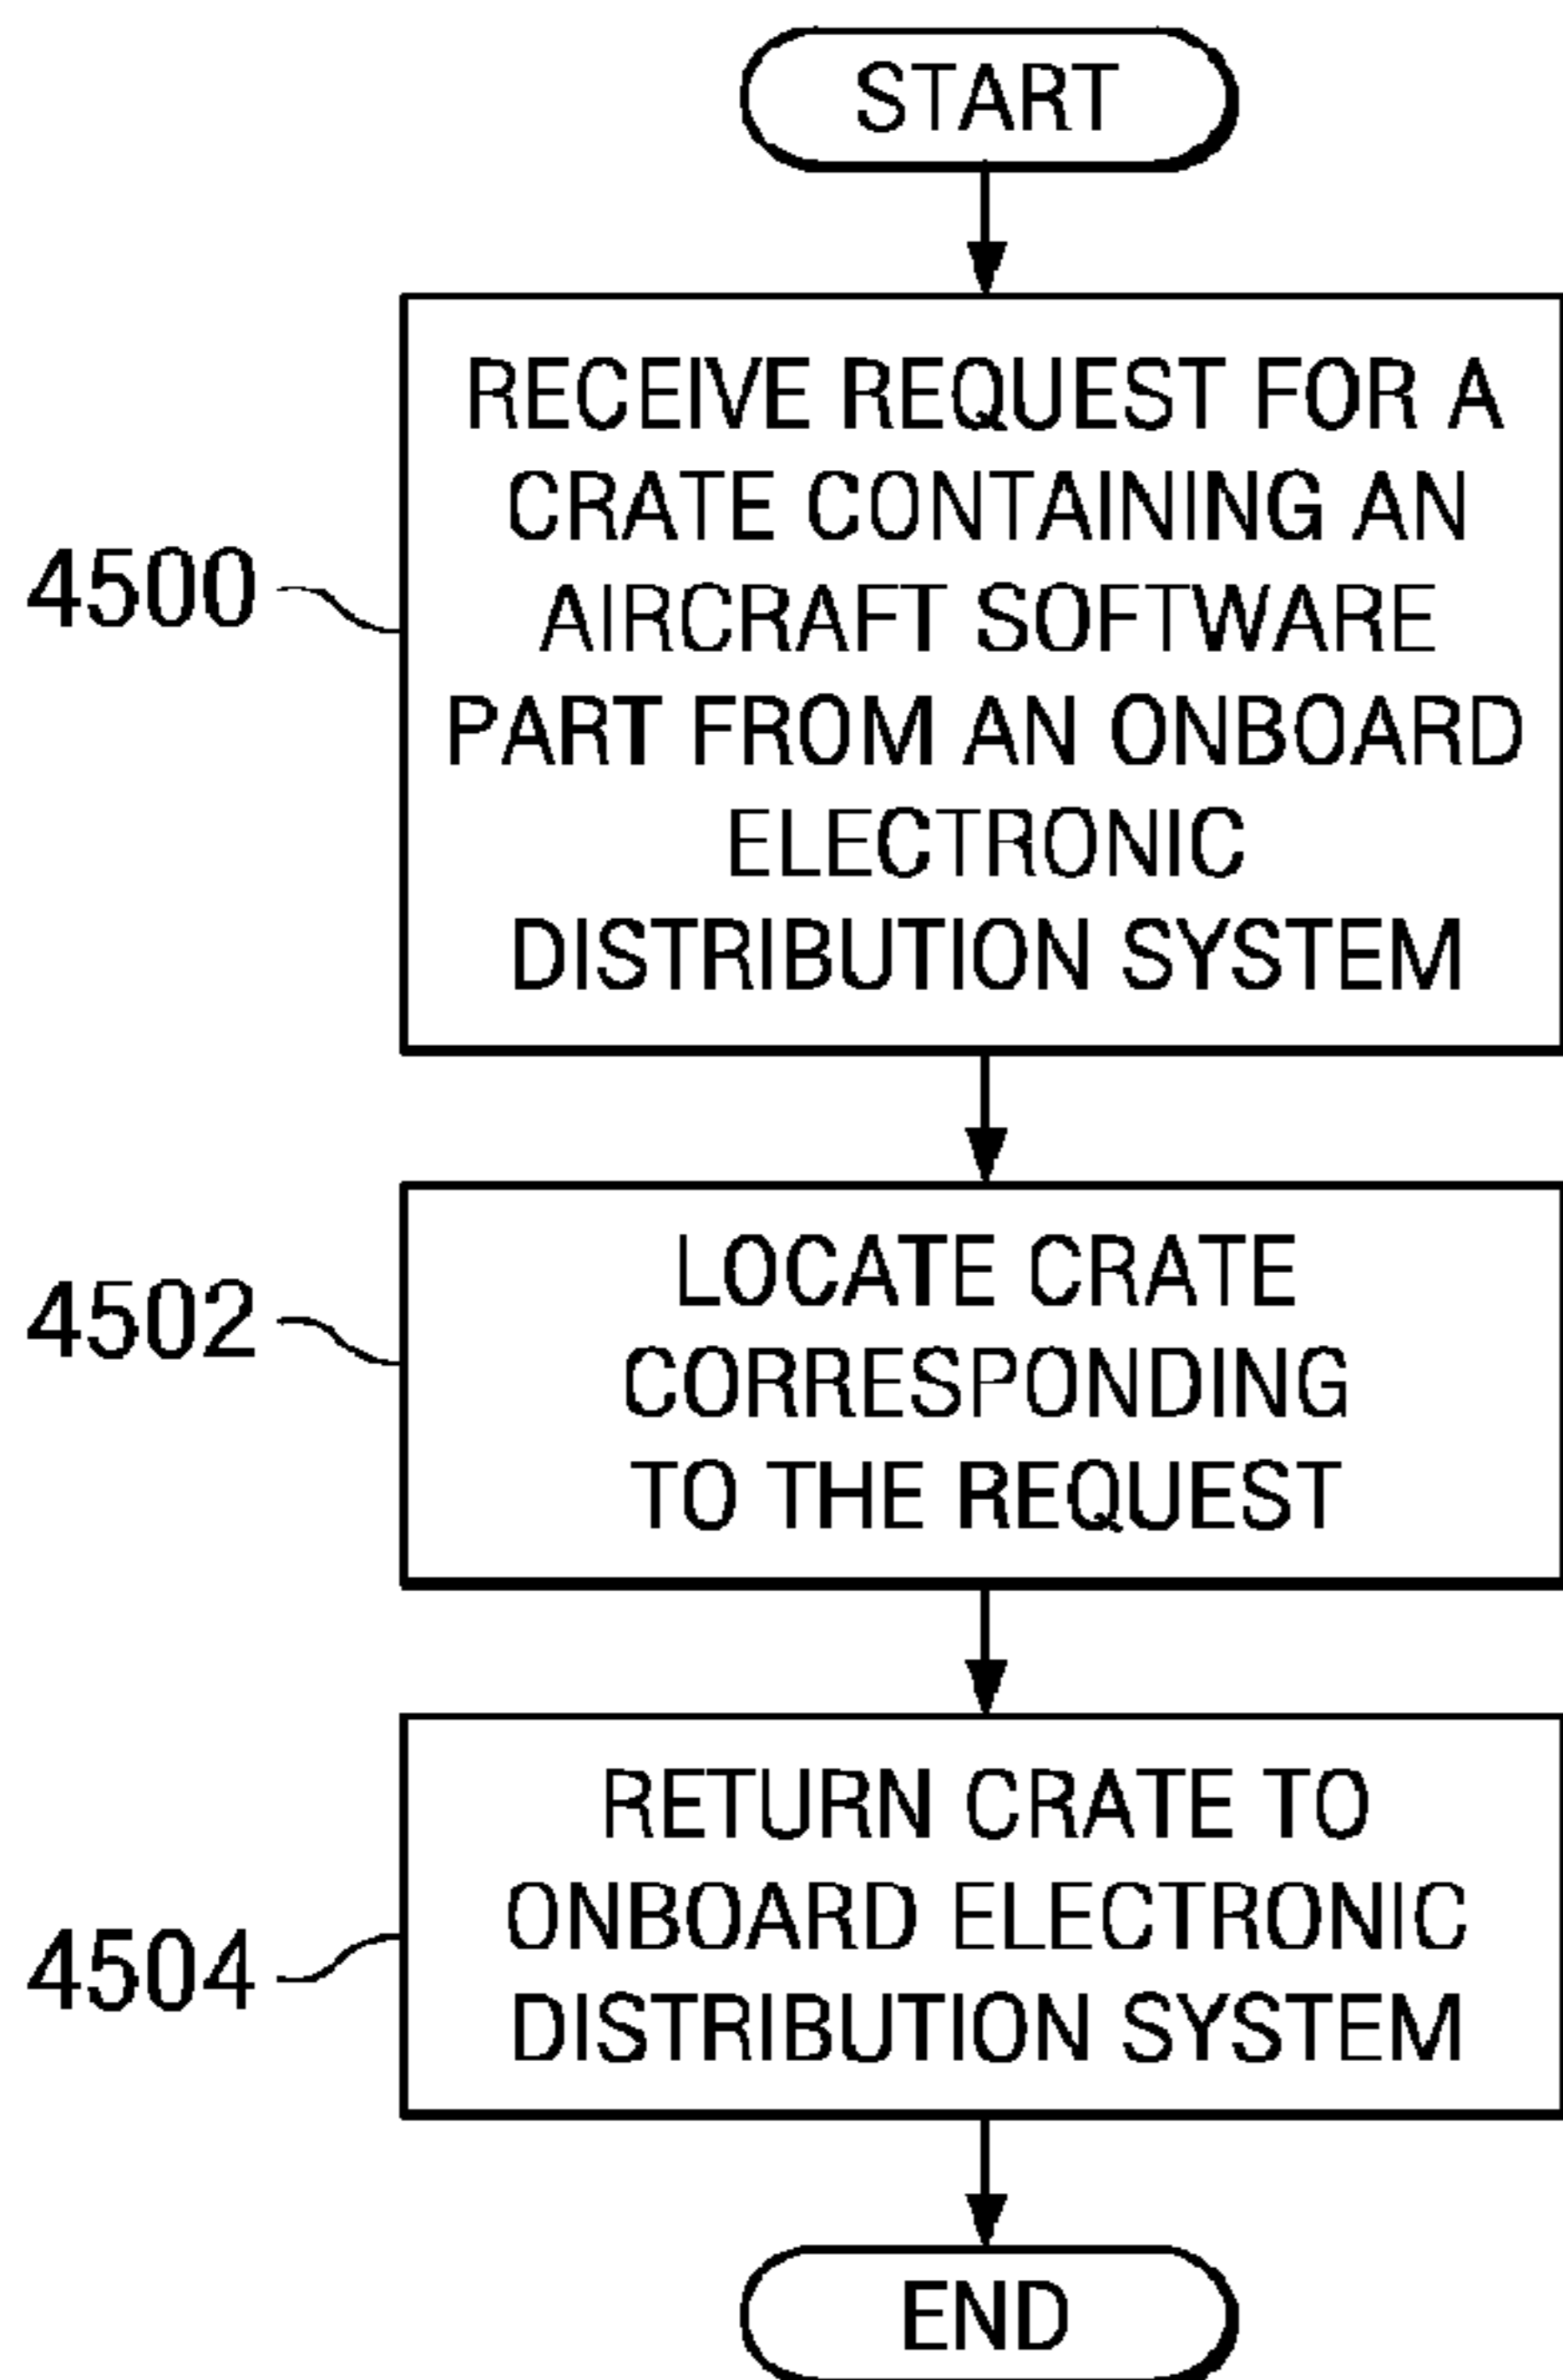 START
RECEIVE REQUEST FOR A
CRATE CONTAINING AN
AIRCRAFT SOFTWARE
PART FROM AN ONBOARD
ELECTRONIC
DISTRIBUTION SYSTEM
4500
LOCATE CRATE
CORRESPONDING
TO THE REQUEST
4502
RETURN CRATE TO
ONBOARD ELECTRONIC
DISTRIBUTION SYSTEM
4504
END